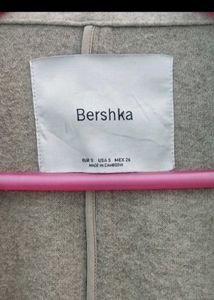 Bershka
EUR S USA S MEX 26
MADE IN CAMBODIA